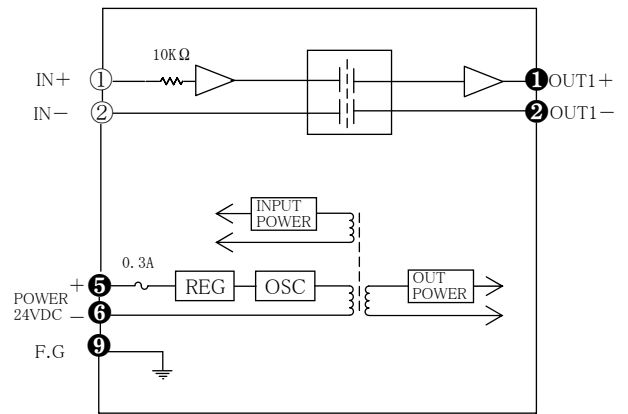 10KΩ
IN+ ① ❶ OUT1+
IN− ② ❷ OUT1−
INPUT
POWER
0.3A
+ ❺ REG OSC OUT
POWER
POWER
24VDC − ❻
F.G ❾